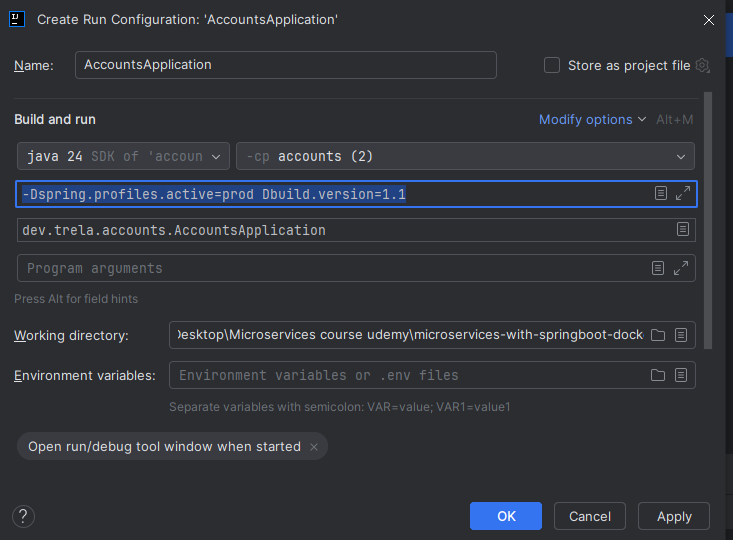 Create Run Configuration: 'AccountsApplication'
Name: AccountsApplication Store as project file
Build and run Modify options Alt+M
java 24 SDK of 'accoun -cp accounts (2)
-Dspring.profiles.active=prod Dbuild.version=1.1
dev.trela.accounts.AccountsApplication
Program arguments
Press Alt for field hints
Working directory: Desktop\Microservices course udemy\microservices-with-springboot-dock
Environment variables: Environment variables or .env files
Separate variables with semicolon: VAR=value; VAR1=value1
Open run/debug tool window when started
? OK Cancel Apply